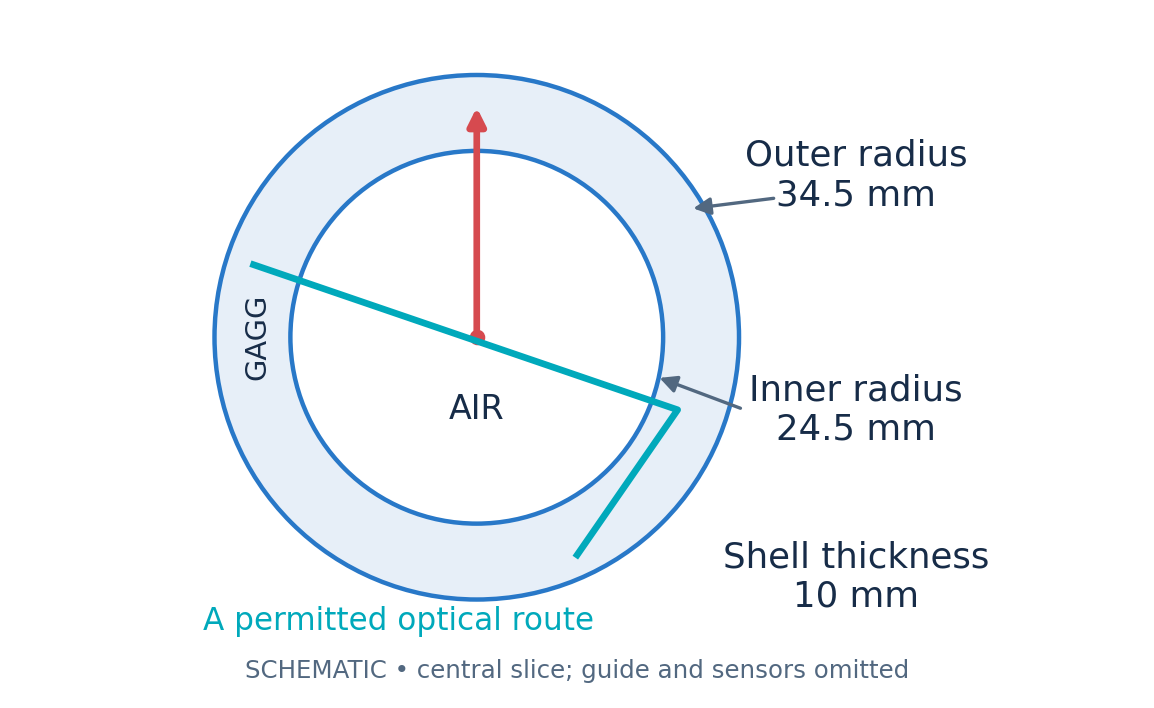 Outer radius
34.5 mm
GAGG
AIR
Inner radius
24.5 mm
Shell thickness
10 mm
A permitted optical route
SCHEMATIC • central slice; guide and sensors omitted